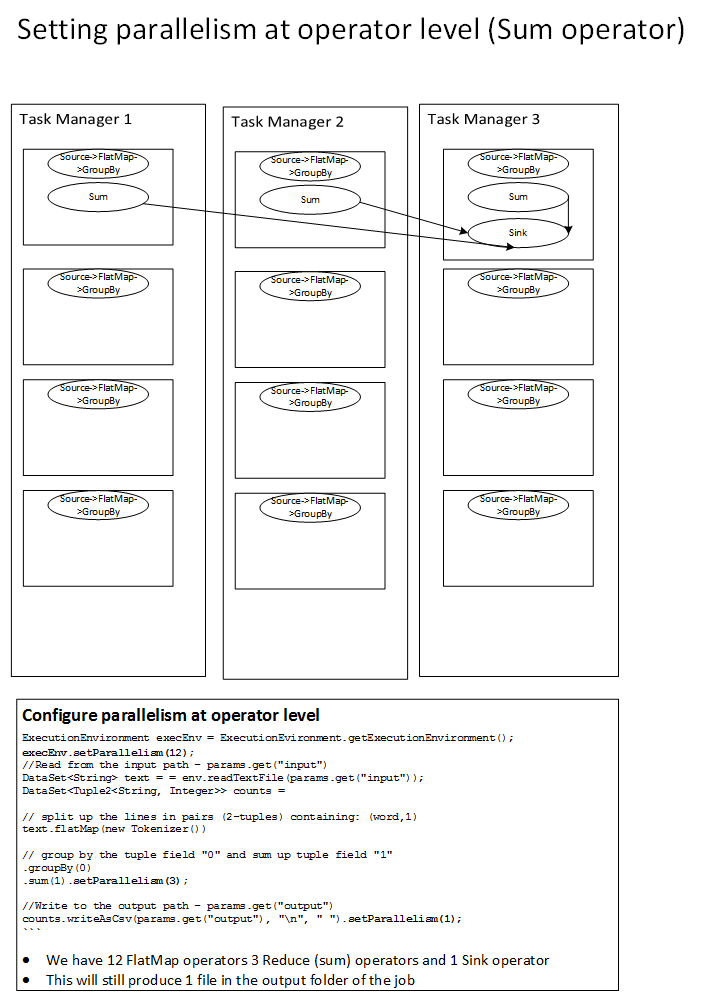 Setting parallelism at operator level (Sum operator)
Task Manager 1
Source->FlatMap-
>GroupBy
Sum
Source->FlatMap-
>GroupBy
Source->FlatMap-
>GroupBy
Source->FlatMap-
>GroupBy
Task Manager 2
Source->FlatMap-
>GroupBy
Sum
Source->FlatMap-
>GroupBy
Source->FlatMap-
>GroupBy
Source->FlatMap-
>GroupBy
Task Manager 3
Source->FlatMap-
>GroupBy
Sum
Sink
Source->FlatMap-
>GroupBy
Source->FlatMap-
>GroupBy
Source->FlatMap-
>GroupBy
Configure parallelism at operator level
ExecutionEnvironment execEnv = ExecutionEvironment.getExecutionEnvironment();
execEnv.setParallelism(12);
//Read from the input path - params.get("input")
DataSet<String> text = = env.readTextFile(params.get("input"));
DataSet<Tuple2<String, Integer>> counts =
// split up the lines in pairs (2-tuples) containing: (word,1)
text.flatMap(new Tokenizer())
// group by the tuple field "0" and sum up tuple field "1"
.groupBy(0)
.sum(1).setParallelism(3);
//Write to the output path - params.get("output")
counts.writeAsCsv(params.get("output"), "\n", " ").setParallelism(1);
```
• We have 12 FlatMap operators 3 Reduce (sum) operators and 1 Sink operator
• This will still produce 1 file in the output folder of the job